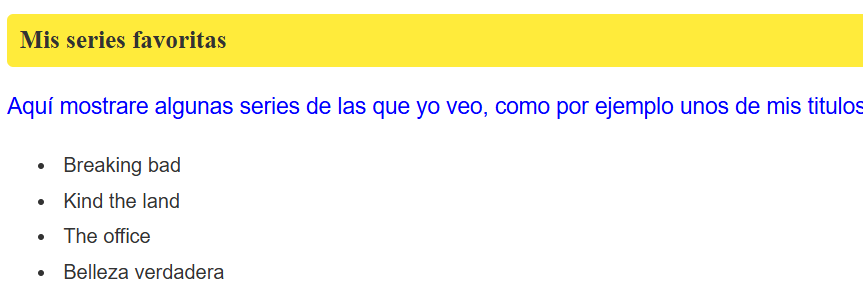 Mis series favoritas
Aquí mostrare algunas series de las que yo veo, como por ejemplo unos de mis titulos
Breaking bad
Kind the land
The office
Belleza verdadera